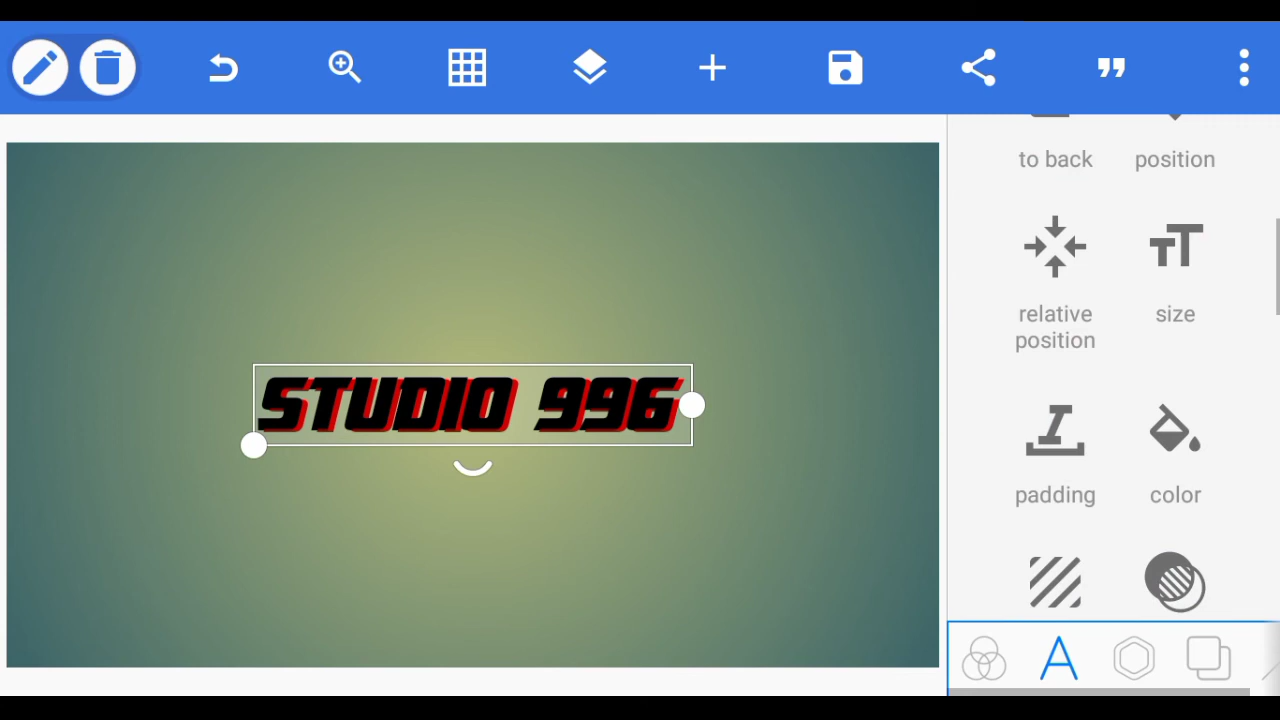 to back
position
STUDIO 996
relative
position
size
padding
color